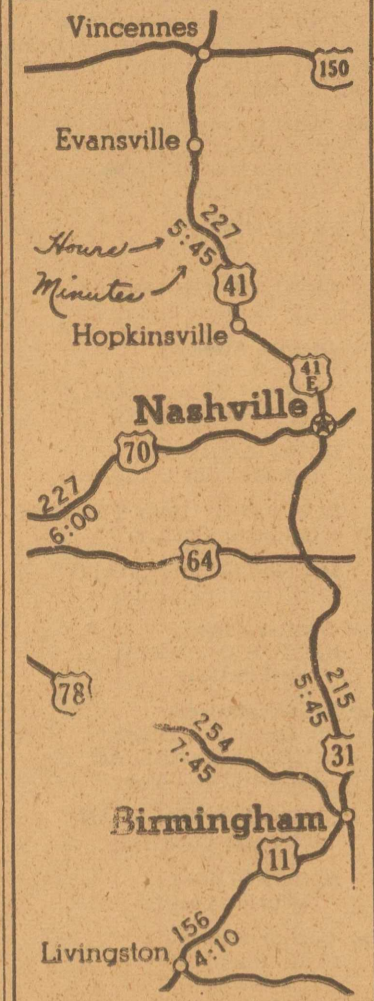 Vincennes
150
Evansville
227
5:45
Hours
Minutes
41
Hopkinsville
41 E
Nashville
70
227
6:00
64
78
215
5:45
254
7:45
31
Birmingham
11
156
4:10
Livingston